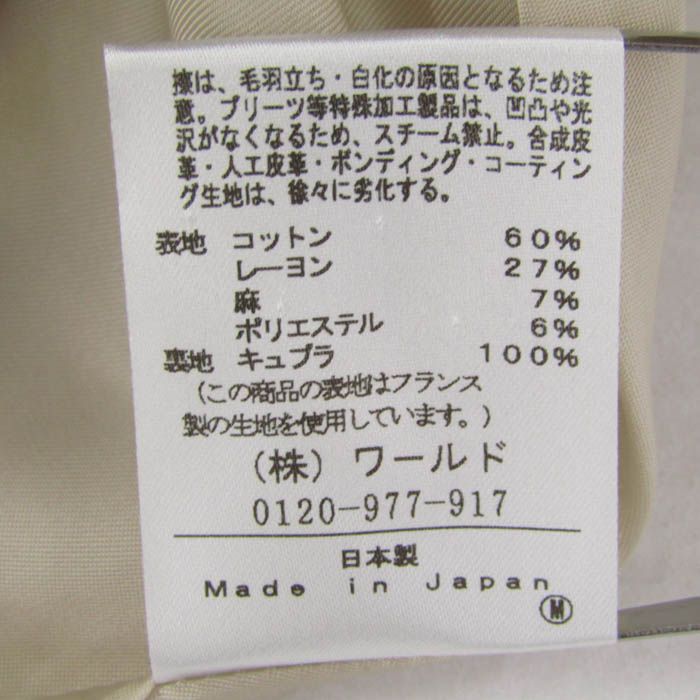 擦は、毛羽立ち・白化の原因となるため注
意。プリーツ等特殊加工製品は、凹凸や光
沢がなくなるため、スチーム禁止。合成皮
革・人工皮革・ボンディング・コーティン
グ生地は、徐々に劣化する。
表地 コットン 60%
レーヨン 27%
麻 7%
ポリエステル 6%
裏地 キュプラ 100%
(この商品の表地はフランス
製の生地を使用しています。)
(株) ワールド
0120-977-917
日本製
Made in Japan
M